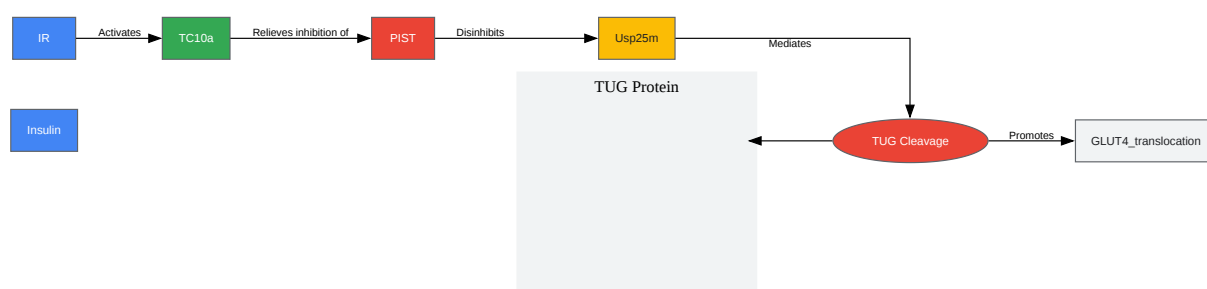 IR
Activates
TC10a
Relieves inhibition of
PIST
Disinhibits
Usp25m
Mediates
TUG Protein
Insulin
TUG Cleavage
Promotes
GLUT4_translocation